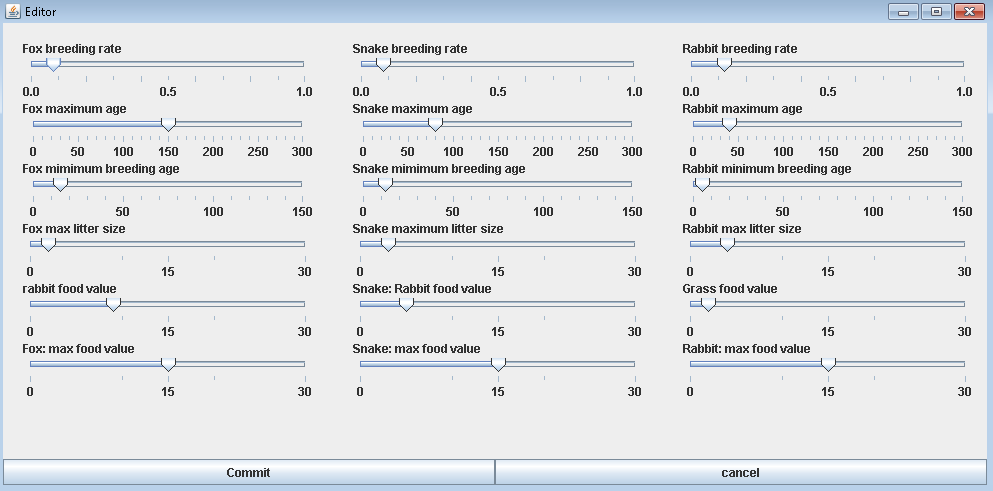 Editor
Fox breeding rate Snake breeding rate Rabbit breeding rate
0.0 0.5 1.0 0.0 0.5 1.0 0.0 0.5 1.0
Fox maximum age Snake maximum age Rabbit maximum age
0 50 100 150 200 250 300 0 50 100 150 200 250 300 0 50 100 150 200 250 300
Fox mimimum breeding age Snake mimimum breeding age Rabbit mimimum breeding age
0 50 100 150 0 50 100 150 0 50 100 150
Fox max litter size Snake maximum litter size Rabbit max litter size
0 15 30 0 15 30 0 15 30
rabbit food value Snake: Rabbit food value Grass food value
0 15 30 0 15 30 0 15 30
Fox: max food value Snake: max food value Rabbit: max food value
0 15 30 0 15 30 0 15 30
Commit cancel